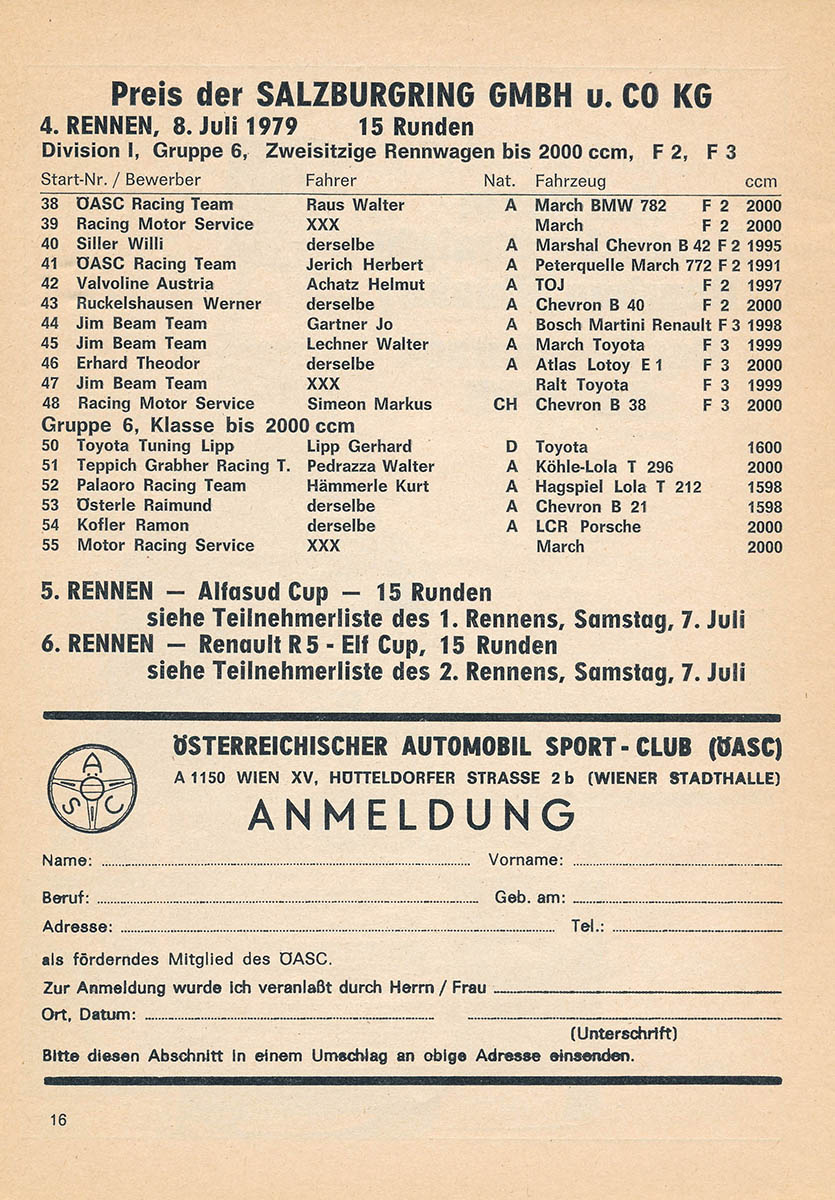 Preis der SALZBURGRING GMBH u. CO KG
4. RENNEN, 8. Juli 1979 15 Runden
Division I, Gruppe 6, Zweisitzige Rennwagen bis 2000 ccm, F 2, F 3
Start-Nr. / Bewerber Fahrer Nat. Fahrzeug ccm
38 ÖASC Racing Team Raus Walter A March BMW 782 F 2 2000
39 Racing Motor Service XXX March F 2 2000
40 Siller Willi derselbe A Marshal Chevron B 42 F 2 1995
41 ÖASC Racing Team Jerich Herbert A Peterquelle March 772 F 2 1991
42 Valvoline Austria Achatz Helmut A TOJ F 2 1997
43 Ruckelshausen Werner derselbe A Chevron B 40 F 2 2000
44 Jim Beam Team Gartner Jo A Bosch Martini Renault F 3 1998
45 Jim Beam Team Lechner Walter A March Toyota F 3 1999
46 Erhard Theodor derselbe A Atlas Lotoy E 1 F 3 2000
47 Jim Beam Team XXX Ralt Toyota F 3 1999
48 Racing Motor Service Simeon Markus CH Chevron B 38 F 3 2000
Gruppe 6, Klasse bis 2000 ccm
50 Toyota Tuning Lipp Lipp Gerhard D Toyota 1600
51 Teppich Grabher Racing T. Pedrazza Walter A Köhle-Lola T 296 2000
52 Palaoro Racing Team Hämmerle Kurt A Hagspiel Lola T 212 1598
53 Österle Raimund derselbe A Chevron B 21 1598
54 Kofler Ramon derselbe A LCR Porsche 2000
55 Motor Racing Service XXX March 2000
5. RENNEN — Alfasud Cup — 15 Runden
siehe Teilnehmerliste des 1. Rennens, Samstag, 7. Juli
6. RENNEN — Renault R 5 - Elf Cup, 15 Runden
siehe Teilnehmerliste des 2. Rennens, Samstag, 7. Juli
ÖASC
ÖSTERREICHISCHER AUTOMOBIL SPORT-CLUB (ÖASC)
A 1150 WIEN XV, HÜTTELDORFER STRASSE 2 b (WIENER STADTHALLE)
ANMELDUNG
Name: Vorname:
Beruf: Geb. am:
Adresse: Tel.:
als förderndes Mitglied des ÖASC.
Zur Anmeldung wurde ich veranlaßt durch Herrn / Frau
Ort, Datum:
(Unterschrift)
Bitte diesen Abschnitt in einem Umschlag an obige Adresse einsenden.
16